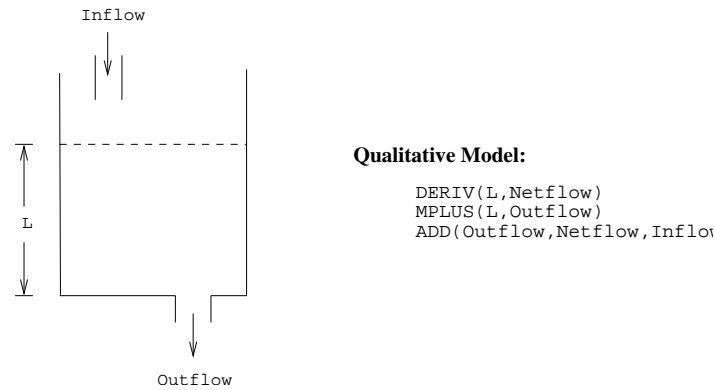 Inflow
Qualitative Model:
DERIV(L,Netflow)
MPLUS(L,Outflow)
ADD(Outflow,Netflow,Inflow
L
Outflow